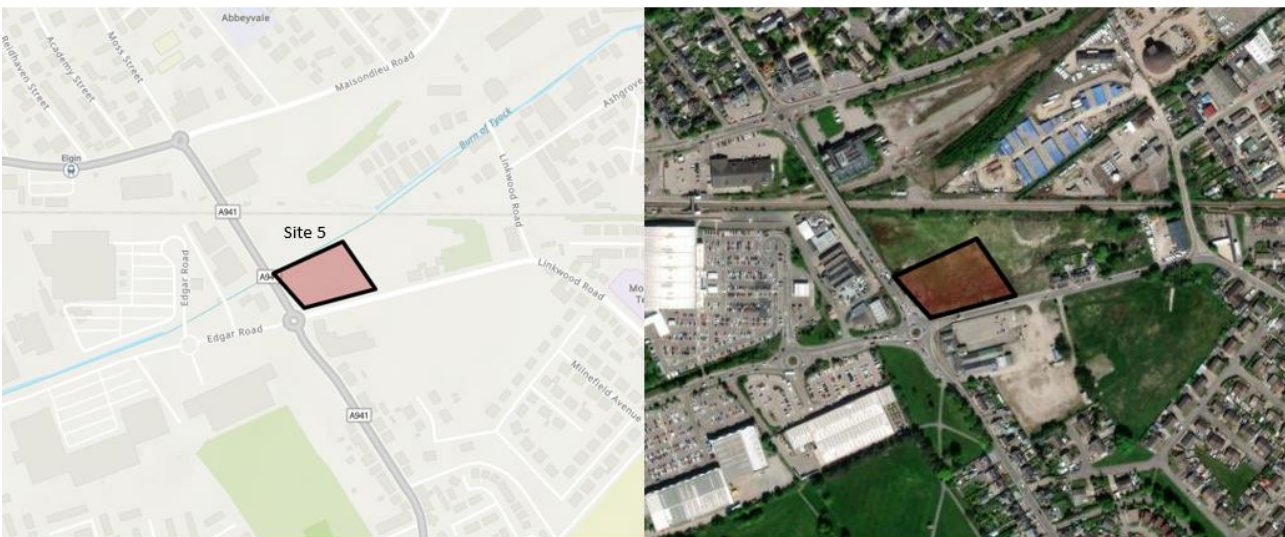 Abbeyvale
Reidhaven Street
Academy Street
Moss Street
Maisondieu Road
Ashgrove
Burn of Tyock
Linkwood Road
Elgin
A941
Site 5
A94
Edgar Road
Linkwood Road
Mo
Te
Edgar Road
Milnefield Avenue
A941